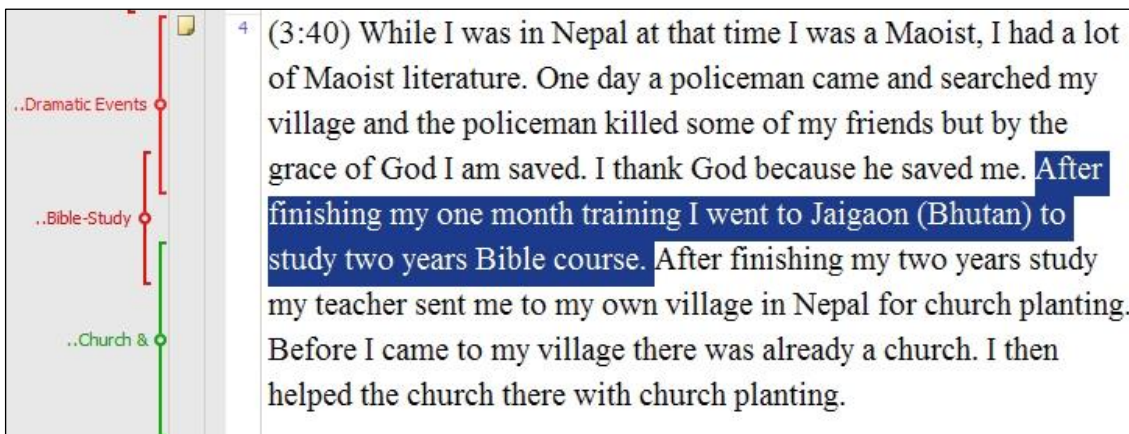 4 (3:40) While I was in Nepal at that time I was a Maoist, I had a lot
of Maoist literature. One day a policeman came and searched my
..Dramatic Events
village and the policeman killed some of my friends but by the
grace of God I am saved. I thank God because he saved me. After
..Bible-Study
finishing my one month training I went to Jaigaon (Bhutan) to
study two years Bible course. After finishing my two years study
my teacher sent me to my own village in Nepal for church planting.
..Church &
Before I came to my village there was already a church. I then
helped the church there with church planting.